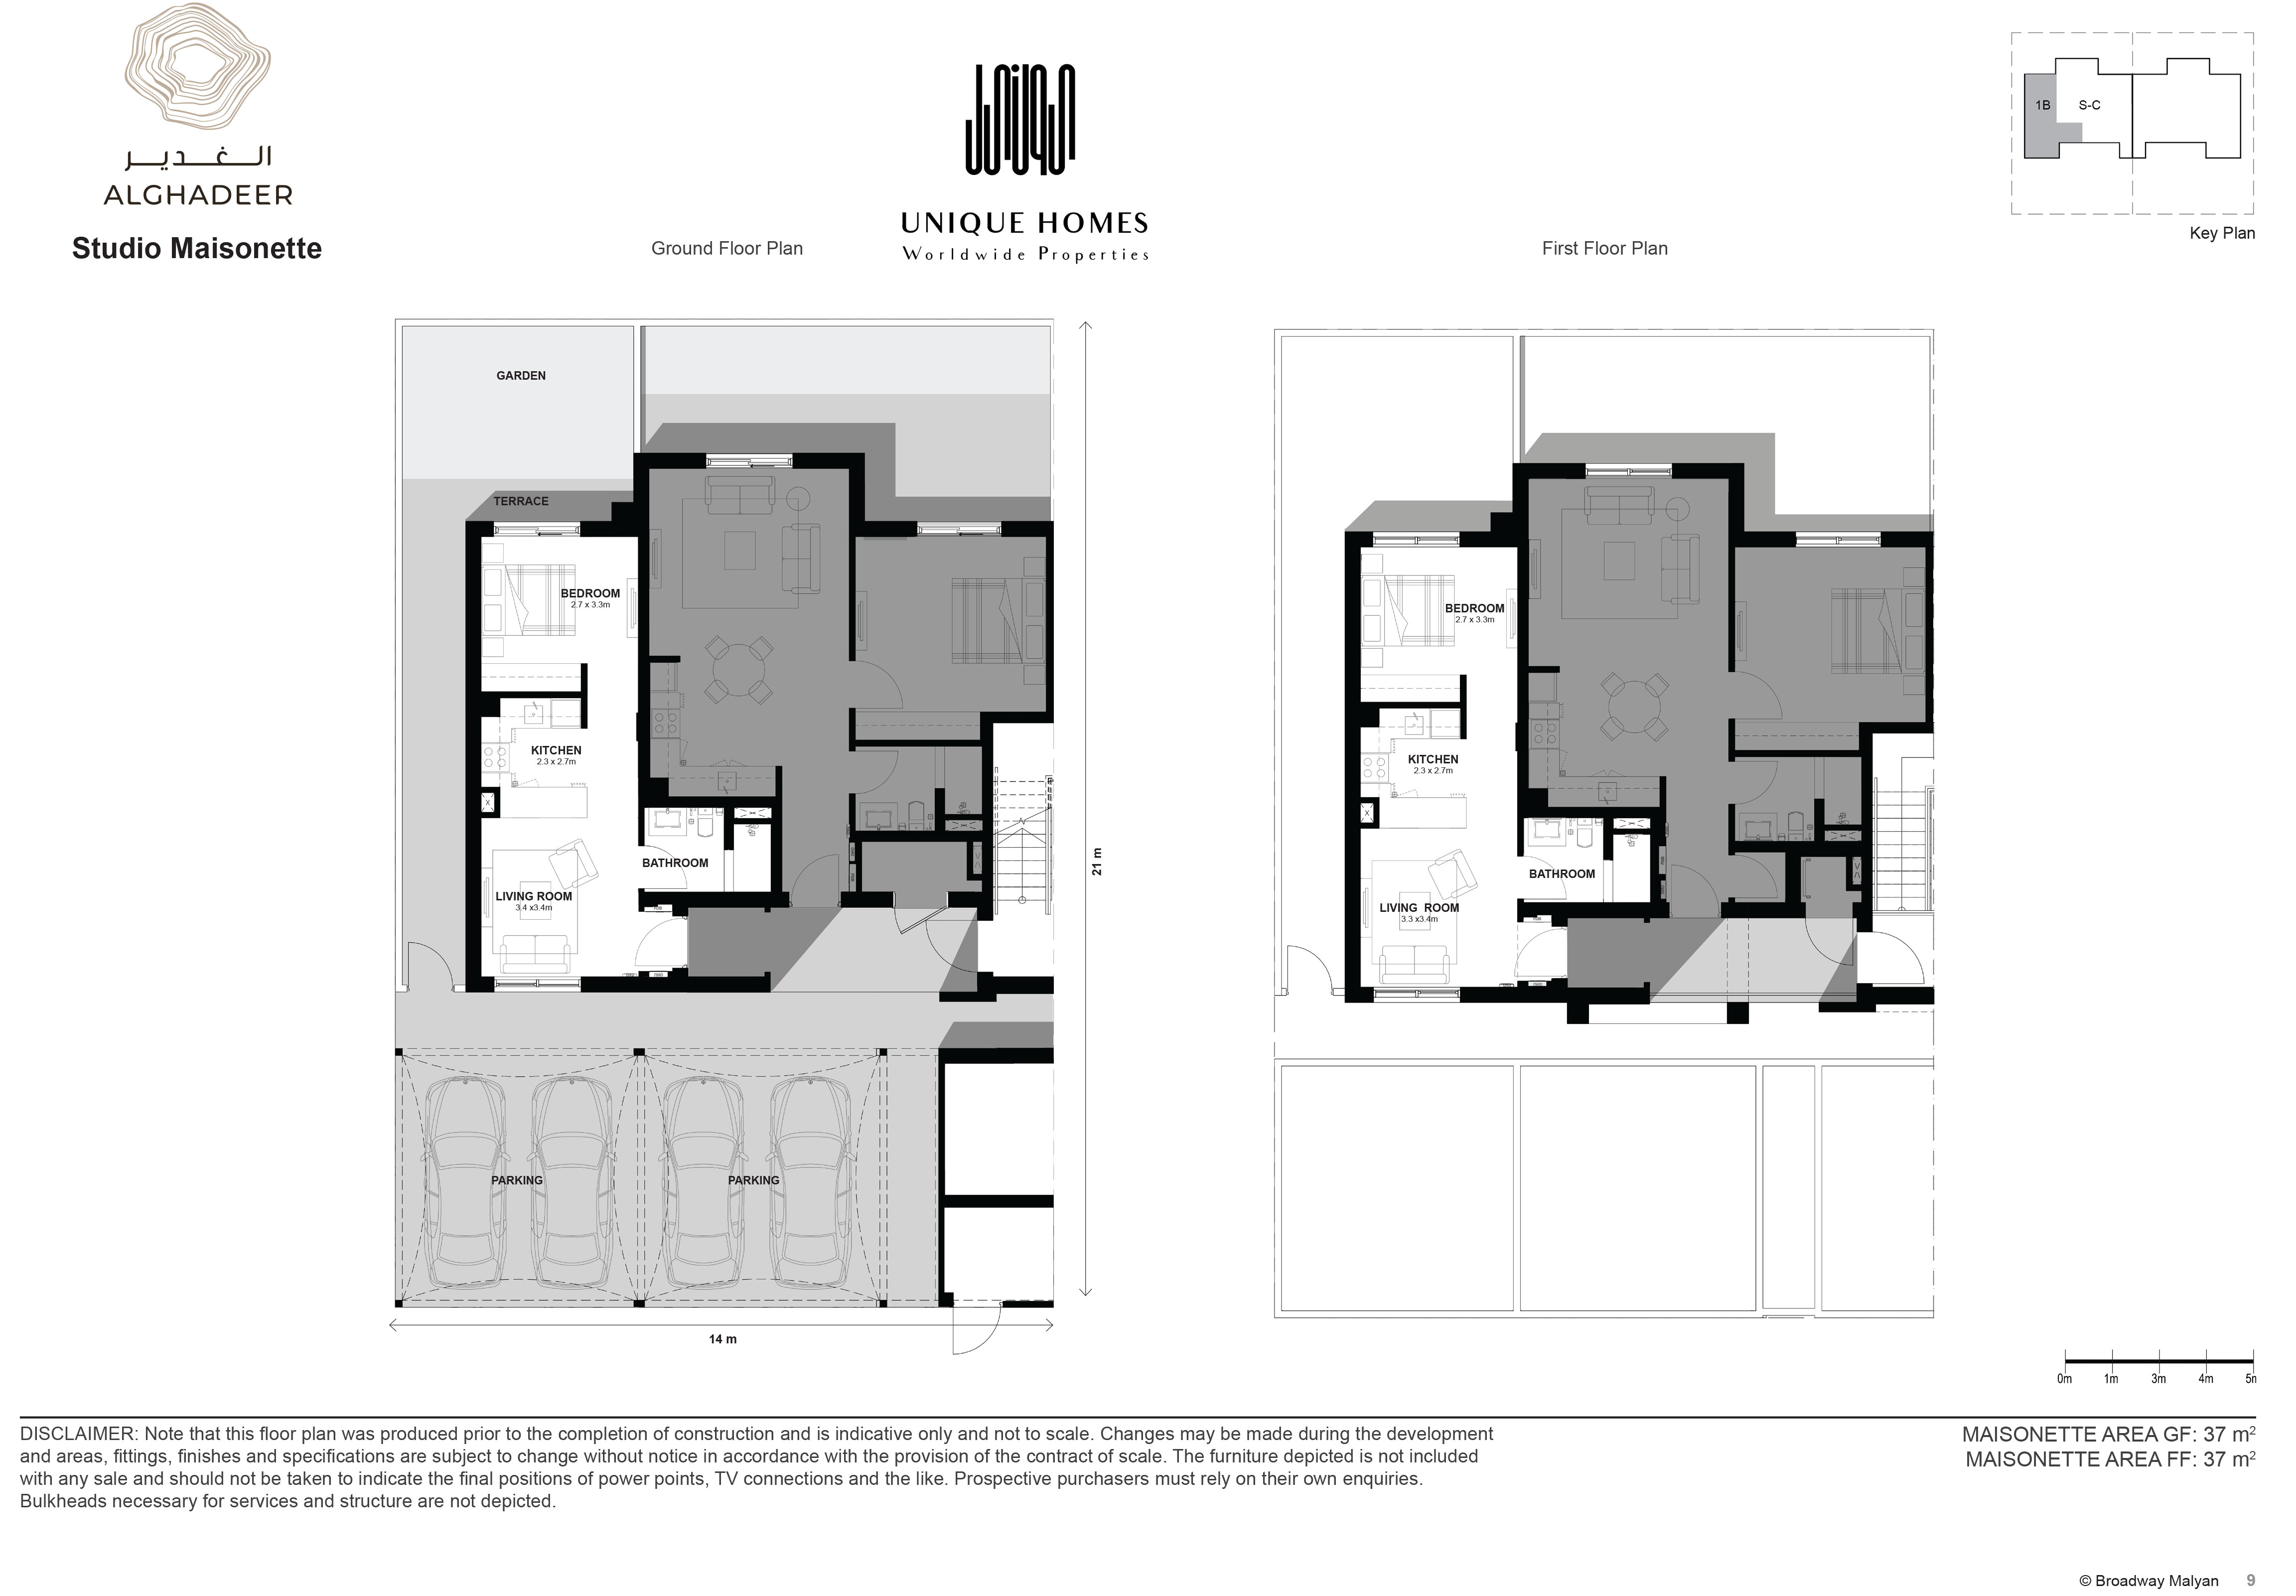 الغدير
ALGHADEER
Studio Maisonette
UNIQUE HOMES
Worldwide Properties
Ground Floor Plan
First Floor Plan
1B
S-C
Key Plan
GARDEN
TERRACE
BEDROOM
2.7 x 3.3m
KITCHEN
2.3 x 2.7m
X
BATHROOM
LIVING ROOM
3.4 x3.4m
PARKING
PARKING
21 m
14 m
BEDROOM
2.7 x 3.3m
KITCHEN
2.3 x 2.7m
X
BATHROOM
LIVING ROOM
3.3 x3.4m
0m 1m 3m 4m 5m
DISCLAIMER: Note that this floor plan was produced prior to the completion of construction and is indicative only and not to scale. Changes may be made during the development
and areas, fittings, finishes and specifications are subject to change without notice in accordance with the provision of the contract of scale. The furniture depicted is not included
with any sale and should not be taken to indicate the final positions of power points, TV connections and the like. Prospective purchasers must rely on their own enquiries.
Bulkheads necessary for services and structure are not depicted.
MAISONETTE AREA GF: 37 m²
MAISONETTE AREA FF: 37 m²
© Broadway Malyan 9